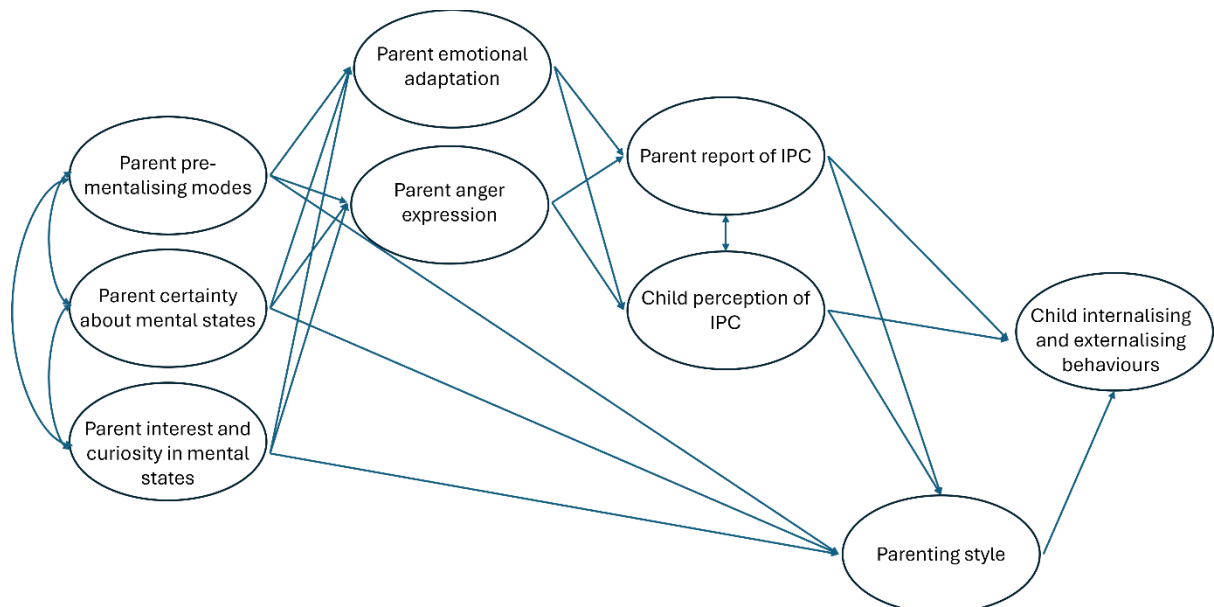 Parent emotional
adaptation
Parent pre-
mentalising modes
Parent anger
expression
Parent report of IPC
Parent certainty
about mental states
Child perception of
IPC
Child internalising
and externalising
behaviours
Parent interest and
curiosity in mental
states
Parenting style